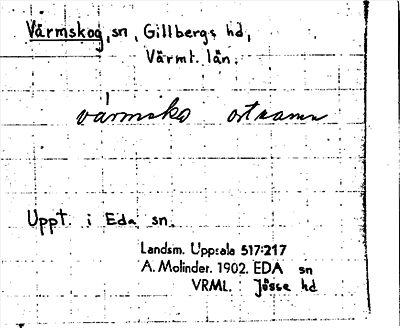 Värmskog, sn, Gillbergs hd,
Värml. län.
värmsko ortnamn
Uppt. i Eda sn.
Landsm. Uppsala 517:217
A. Molinder. 1902. EDA sn
VRML. Jösse hd